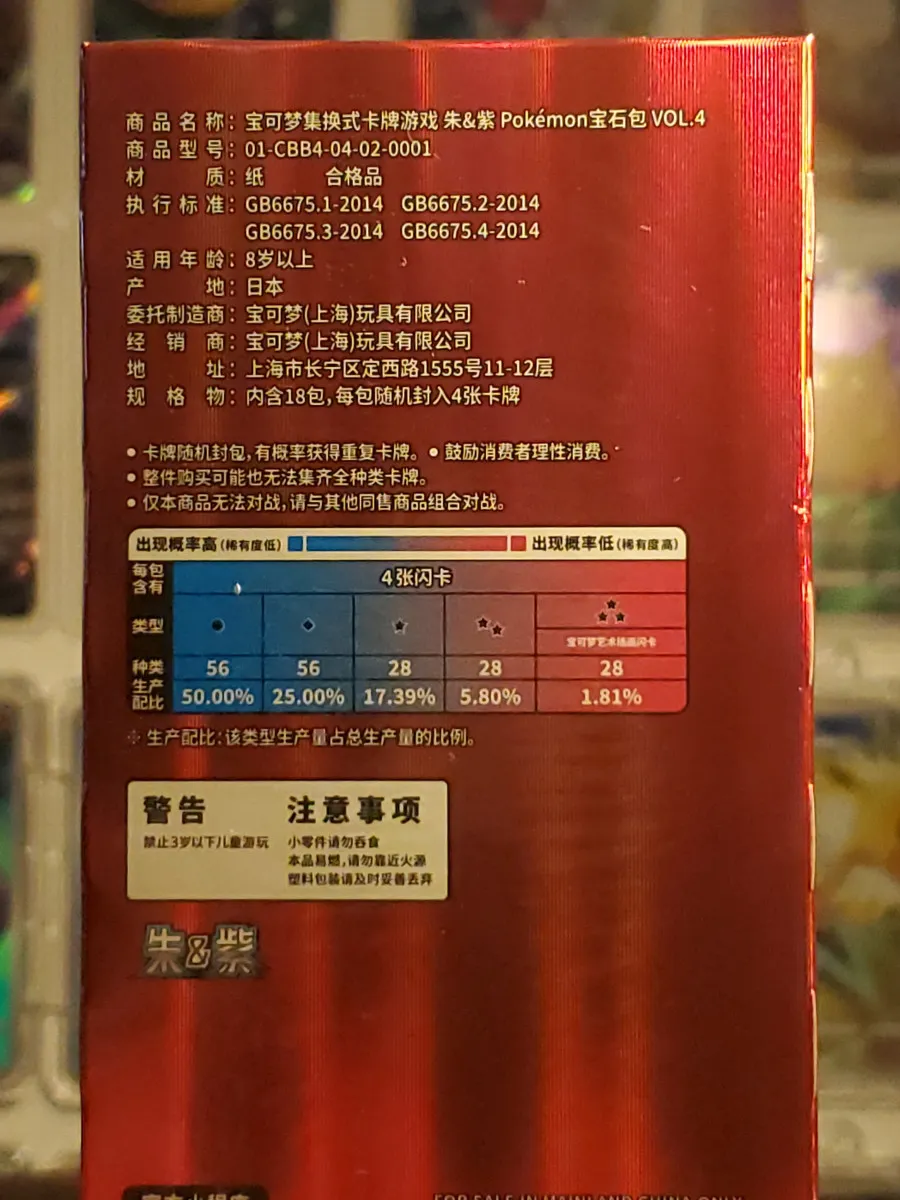 商品名称：宝可梦集换式卡牌游戏 朱&紫 Pokémon宝石包 VOL.4
商品型号：01-CBB4-04-02-0001
材质：纸 合格品
执行标准：GB6675.1-2014 GB6675.2-2014
GB6675.3-2014 GB6675.4-2014
适用年龄：8岁以上
产地：日本
委托制造商：宝可梦(上海)玩具有限公司
经销商：宝可梦(上海)玩具有限公司
地址：上海市长宁区定西路1555号11-12层
规格物：内含18包，每包随机封入4张卡牌
● 卡牌随机封包，有概率获得重复卡牌。 ● 鼓励消费者理性消费。
● 整件购买可能也无法集齐全种类卡牌。
● 仅本商品无法对战，请与其他同售商品组合对战。
出现概率高(稀有度低) 出现概率低(稀有度高)
每包含有 4张闪卡
类型 ● ◆ ★ ★★ ★★★
宝可梦艺术插画闪卡
种类 56 56 28 28 28
生产配比 50.00% 25.00% 17.39% 5.80% 1.81%
※ 生产配比：该类型生产量占总生产量的比例。
警告 注意事项
禁止3岁以下儿童游玩 小零件请勿吞食
本品易燃，请勿靠近火源
塑料包装请及时妥善丢弃
朱&紫
FOR SALE IN MAINLAND CHINA ONLY